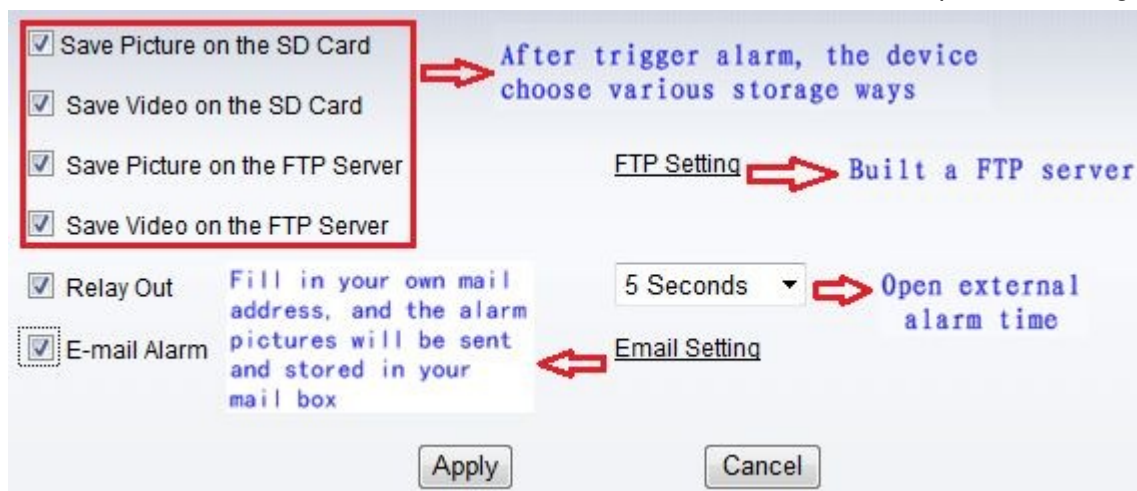 Save Picture on the SD Card
After trigger alarm, the device
choose various storage ways
Save Video on the SD Card
Save Picture on the FTP Server
FTP Setting
Built a FTP server
Save Video on the FTP Server
Relay Out
Fill in your own mail
address, and the alarm
pictures will be sent
and stored in your
mail box
5 Seconds
Open external
alarm time
E-mail Alarm
Email Setting
Apply
Cancel